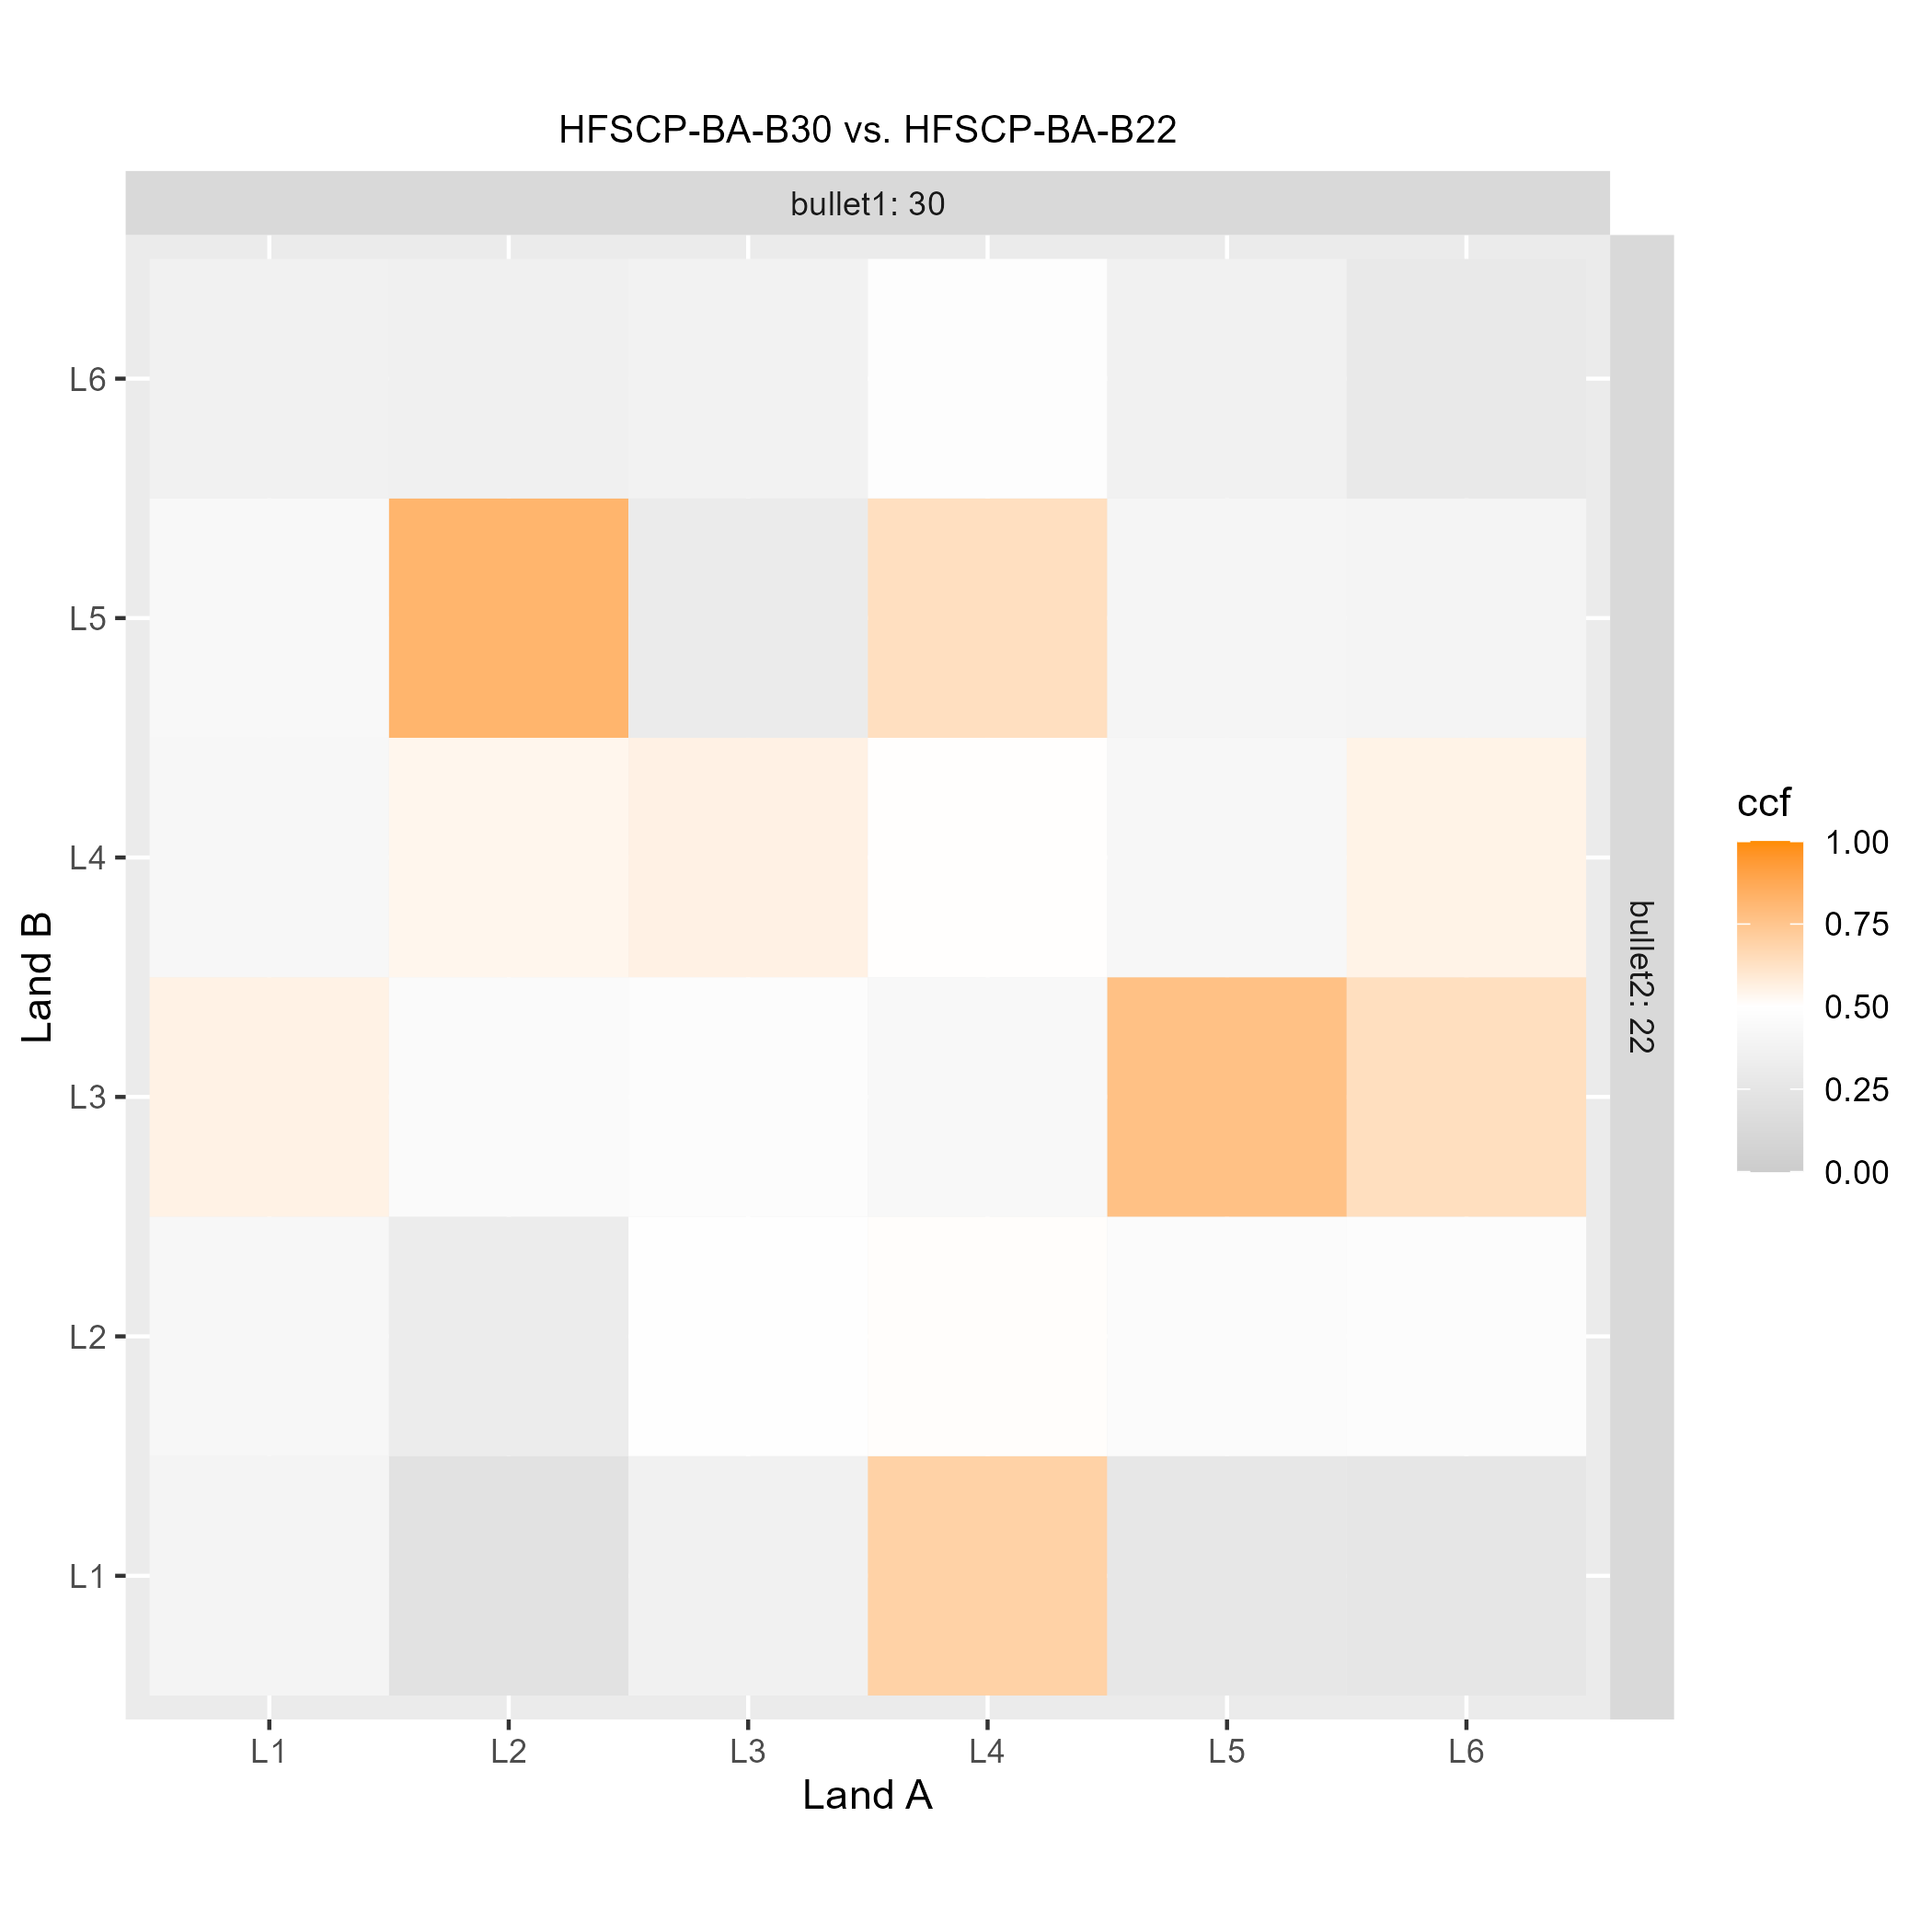 HFSCP-BA-B30 vs. HFSCP-BA-B22
bullet1: 30
L6
L5
L4
L3
L2
L1
Land B
bullet2: 22
ccf
1.00
0.75
0.50
0.25
0.00
L1 L2 L3 L4 L5 L6
Land A